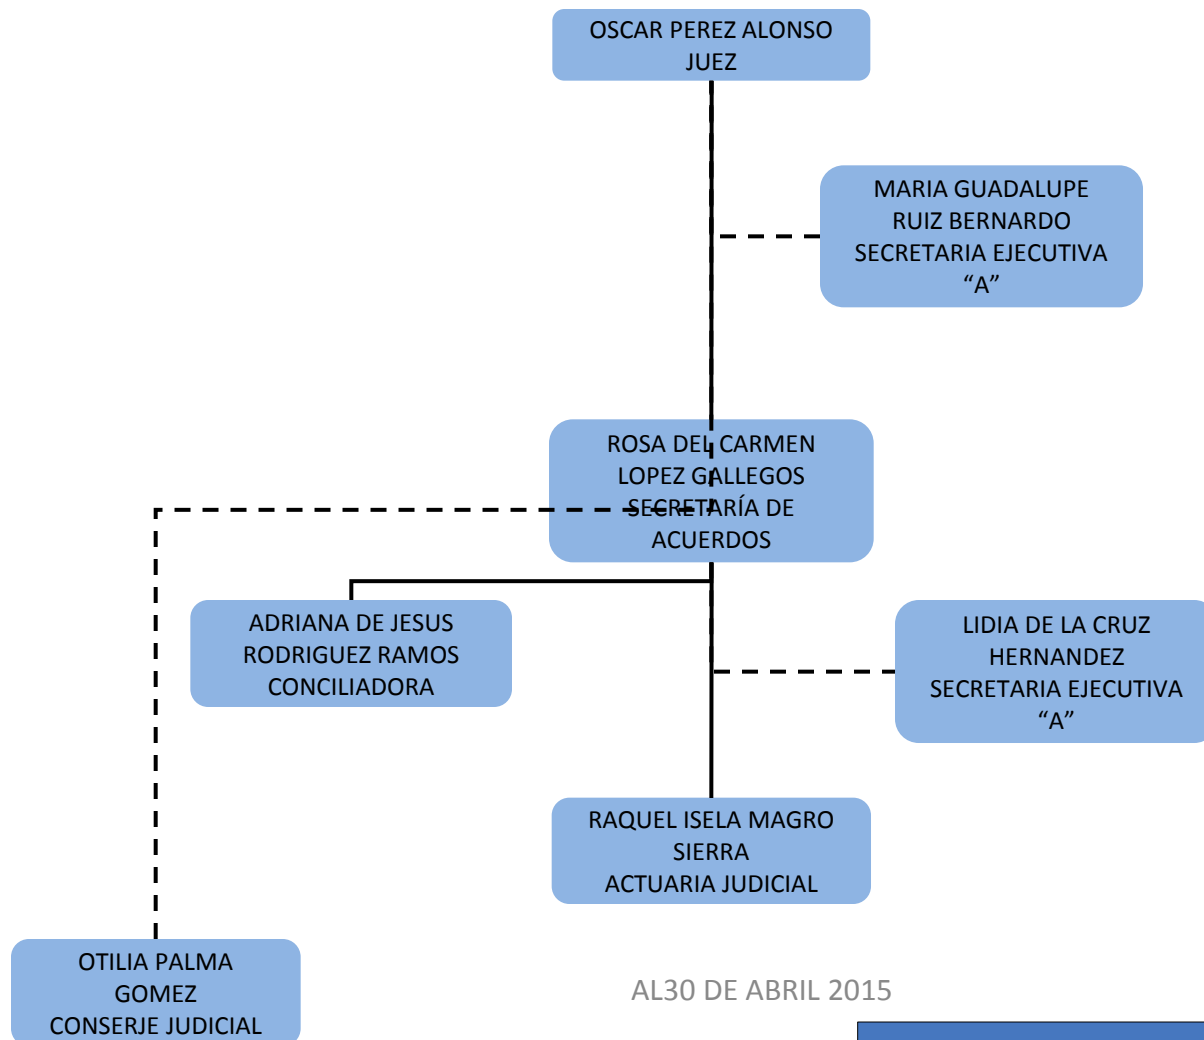 OSCAR PEREZ ALONSO
JUEZ
MARIA GUADALUPE
RUIZ BERNARDO
SECRETARIA EJECUTIVA
“A”
ROSA DEL CARMEN
LOPEZ GALLEGOS
SECRETARÍA DE
ACUERDOS
ADRIANA DE JESUS
RODRIGUEZ RAMOS
CONCILIADORA
LIDIA DE LA CRUZ
HERNANDEZ
SECRETARIA EJECUTIVA
“A”
RAQUEL ISELA MAGRO
SIERRA
ACTUARIA JUDICIAL
OTILIA PALMA
GOMEZ
CONSERJE JUDICIAL
AL30 DE ABRIL 2015